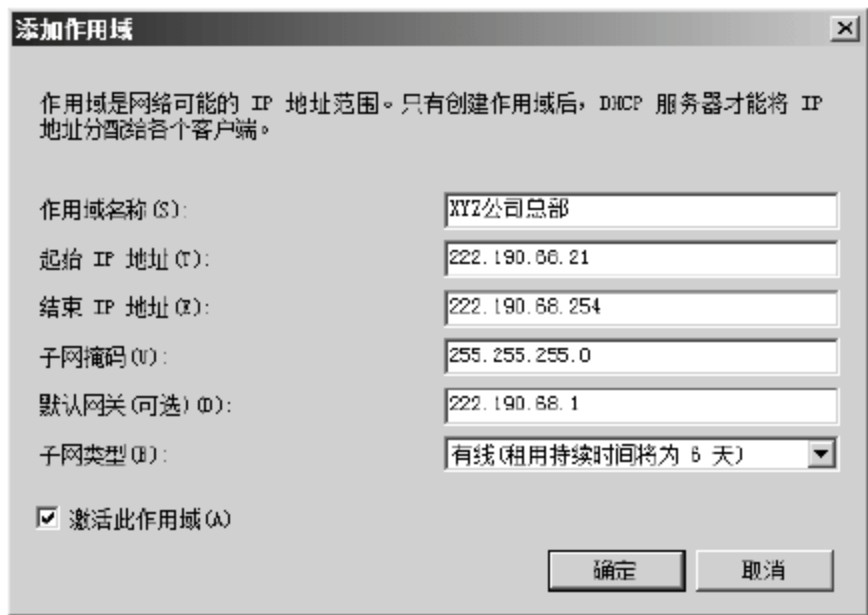 添加作用域
作用域是网络可能的 IP 地址范围。只有创建作用域后，DHCP 服务器才能将 IP
地址分配给各个客户端。
作用域名称(S):
XYZ公司总部
起始 IP 地址(T):
222.190.68.21
结束 IP 地址(E):
222.190.68.254
子网掩码(U):
255.255.255.0
默认网关(可选)(D):
222.190.68.1
子网类型(B):
有线(租用持续时间将为 6 天)
激活此作用域(A)
确定
取消